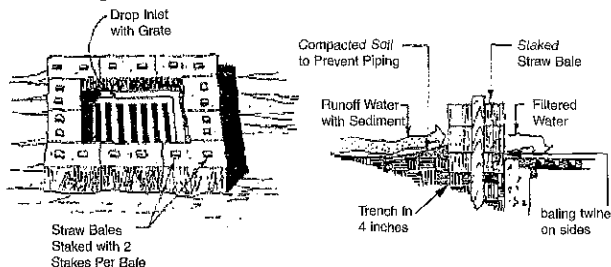 Drop Inlet
with Grate
Straw Bales
Staked with 2
Stakes Per Bale
Compacted Soil
to Prevent Piping
Staked
Straw Bale
Runoff Water
with Sediment
Filtered
Water
Trench In
4 inches
baling twine
on sides